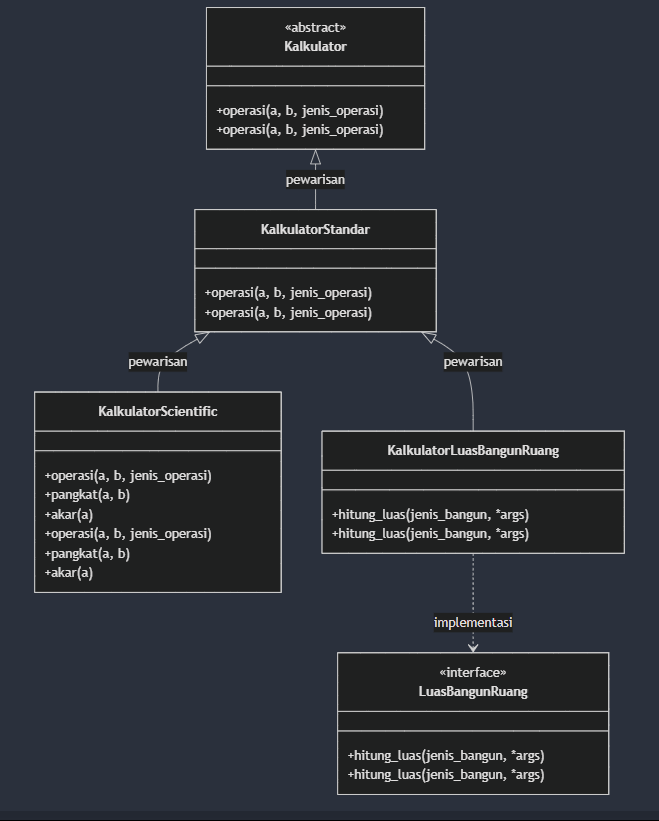 «abstract»
Kalkulator
+operasi(a, b, jenis_operasi)
+operasi(a, b, jenis_operasi)
pewarisan
KalkulatorStandar
+operasi(a, b, jenis_operasi)
+operasi(a, b, jenis_operasi)
pewarisan
pewarisan
KalkulatorScientific
+operasi(a, b, jenis_operasi)
+pangkat(a, b)
+akar(a)
+operasi(a, b, jenis_operasi)
+pangkat(a, b)
+akar(a)
KalkulatorLuasBangunRuang
+hitung_luas(jenis_bangun, *args)
+hitung_luas(jenis_bangun, *args)
implementasi
«interface»
LuasBangunRuang
+hitung_luas(jenis_bangun, *args)
+hitung_luas(jenis_bangun, *args)